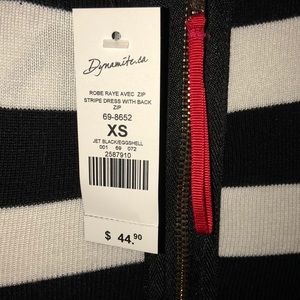 Dynamite.ca
ROBE RAYE AVEC ZIP
STRIPE DRESS WITH BACK
ZIP
69-8652
XS
JET BLACK/EGGSHELL
001 69 072
2587910
$ 44.90